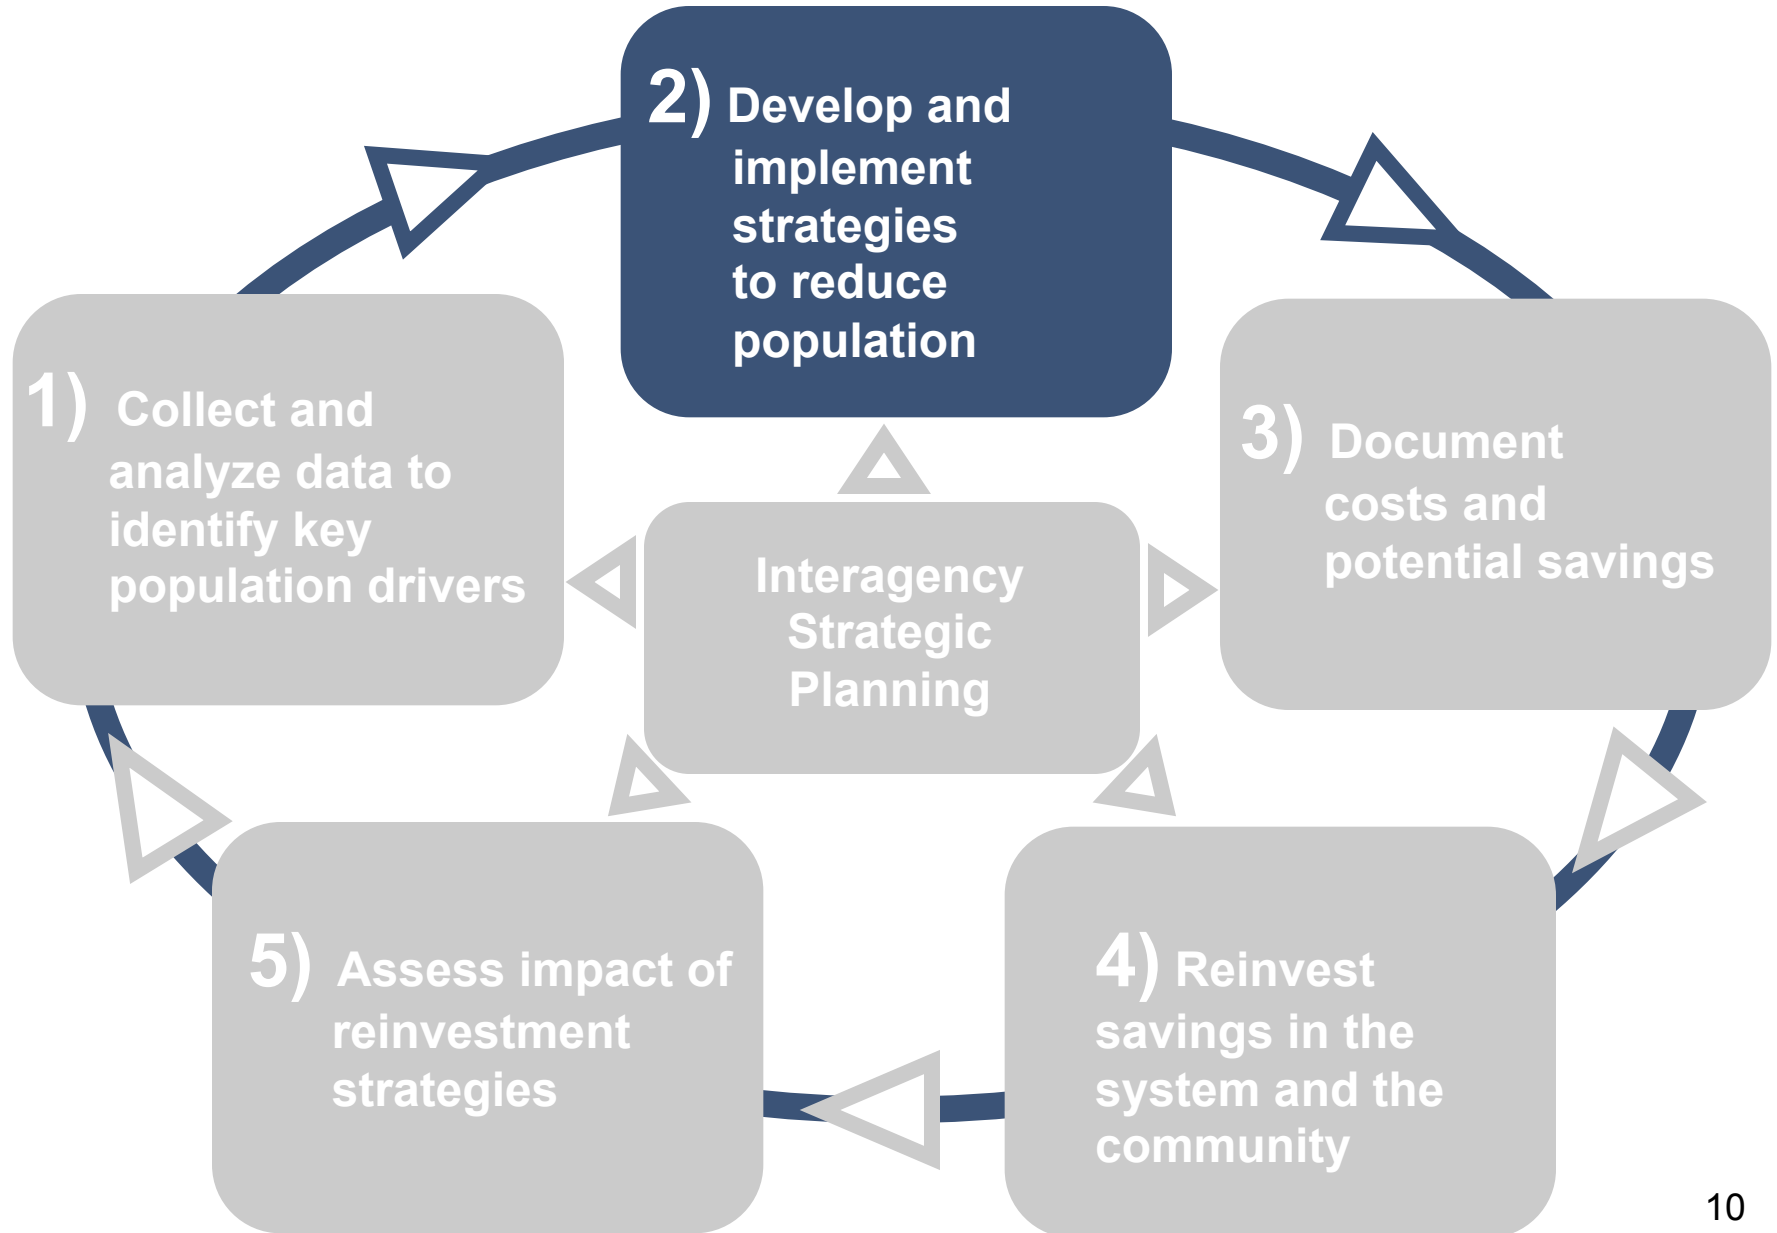 2) Develop and
implement
strategies
to reduce
population
1) Collect and
analyze data to
identify key
population drivers
3) Document
costs and
potential savings
Interagency
Strategic
Planning
5) Assess impact of
reinvestment
strategies
4) Reinvest
savings in the
system and the
community
10